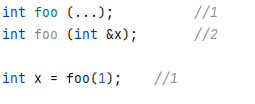 int foo (...);          //1
int foo (int &x);       //2
int x = foo(1);    //1